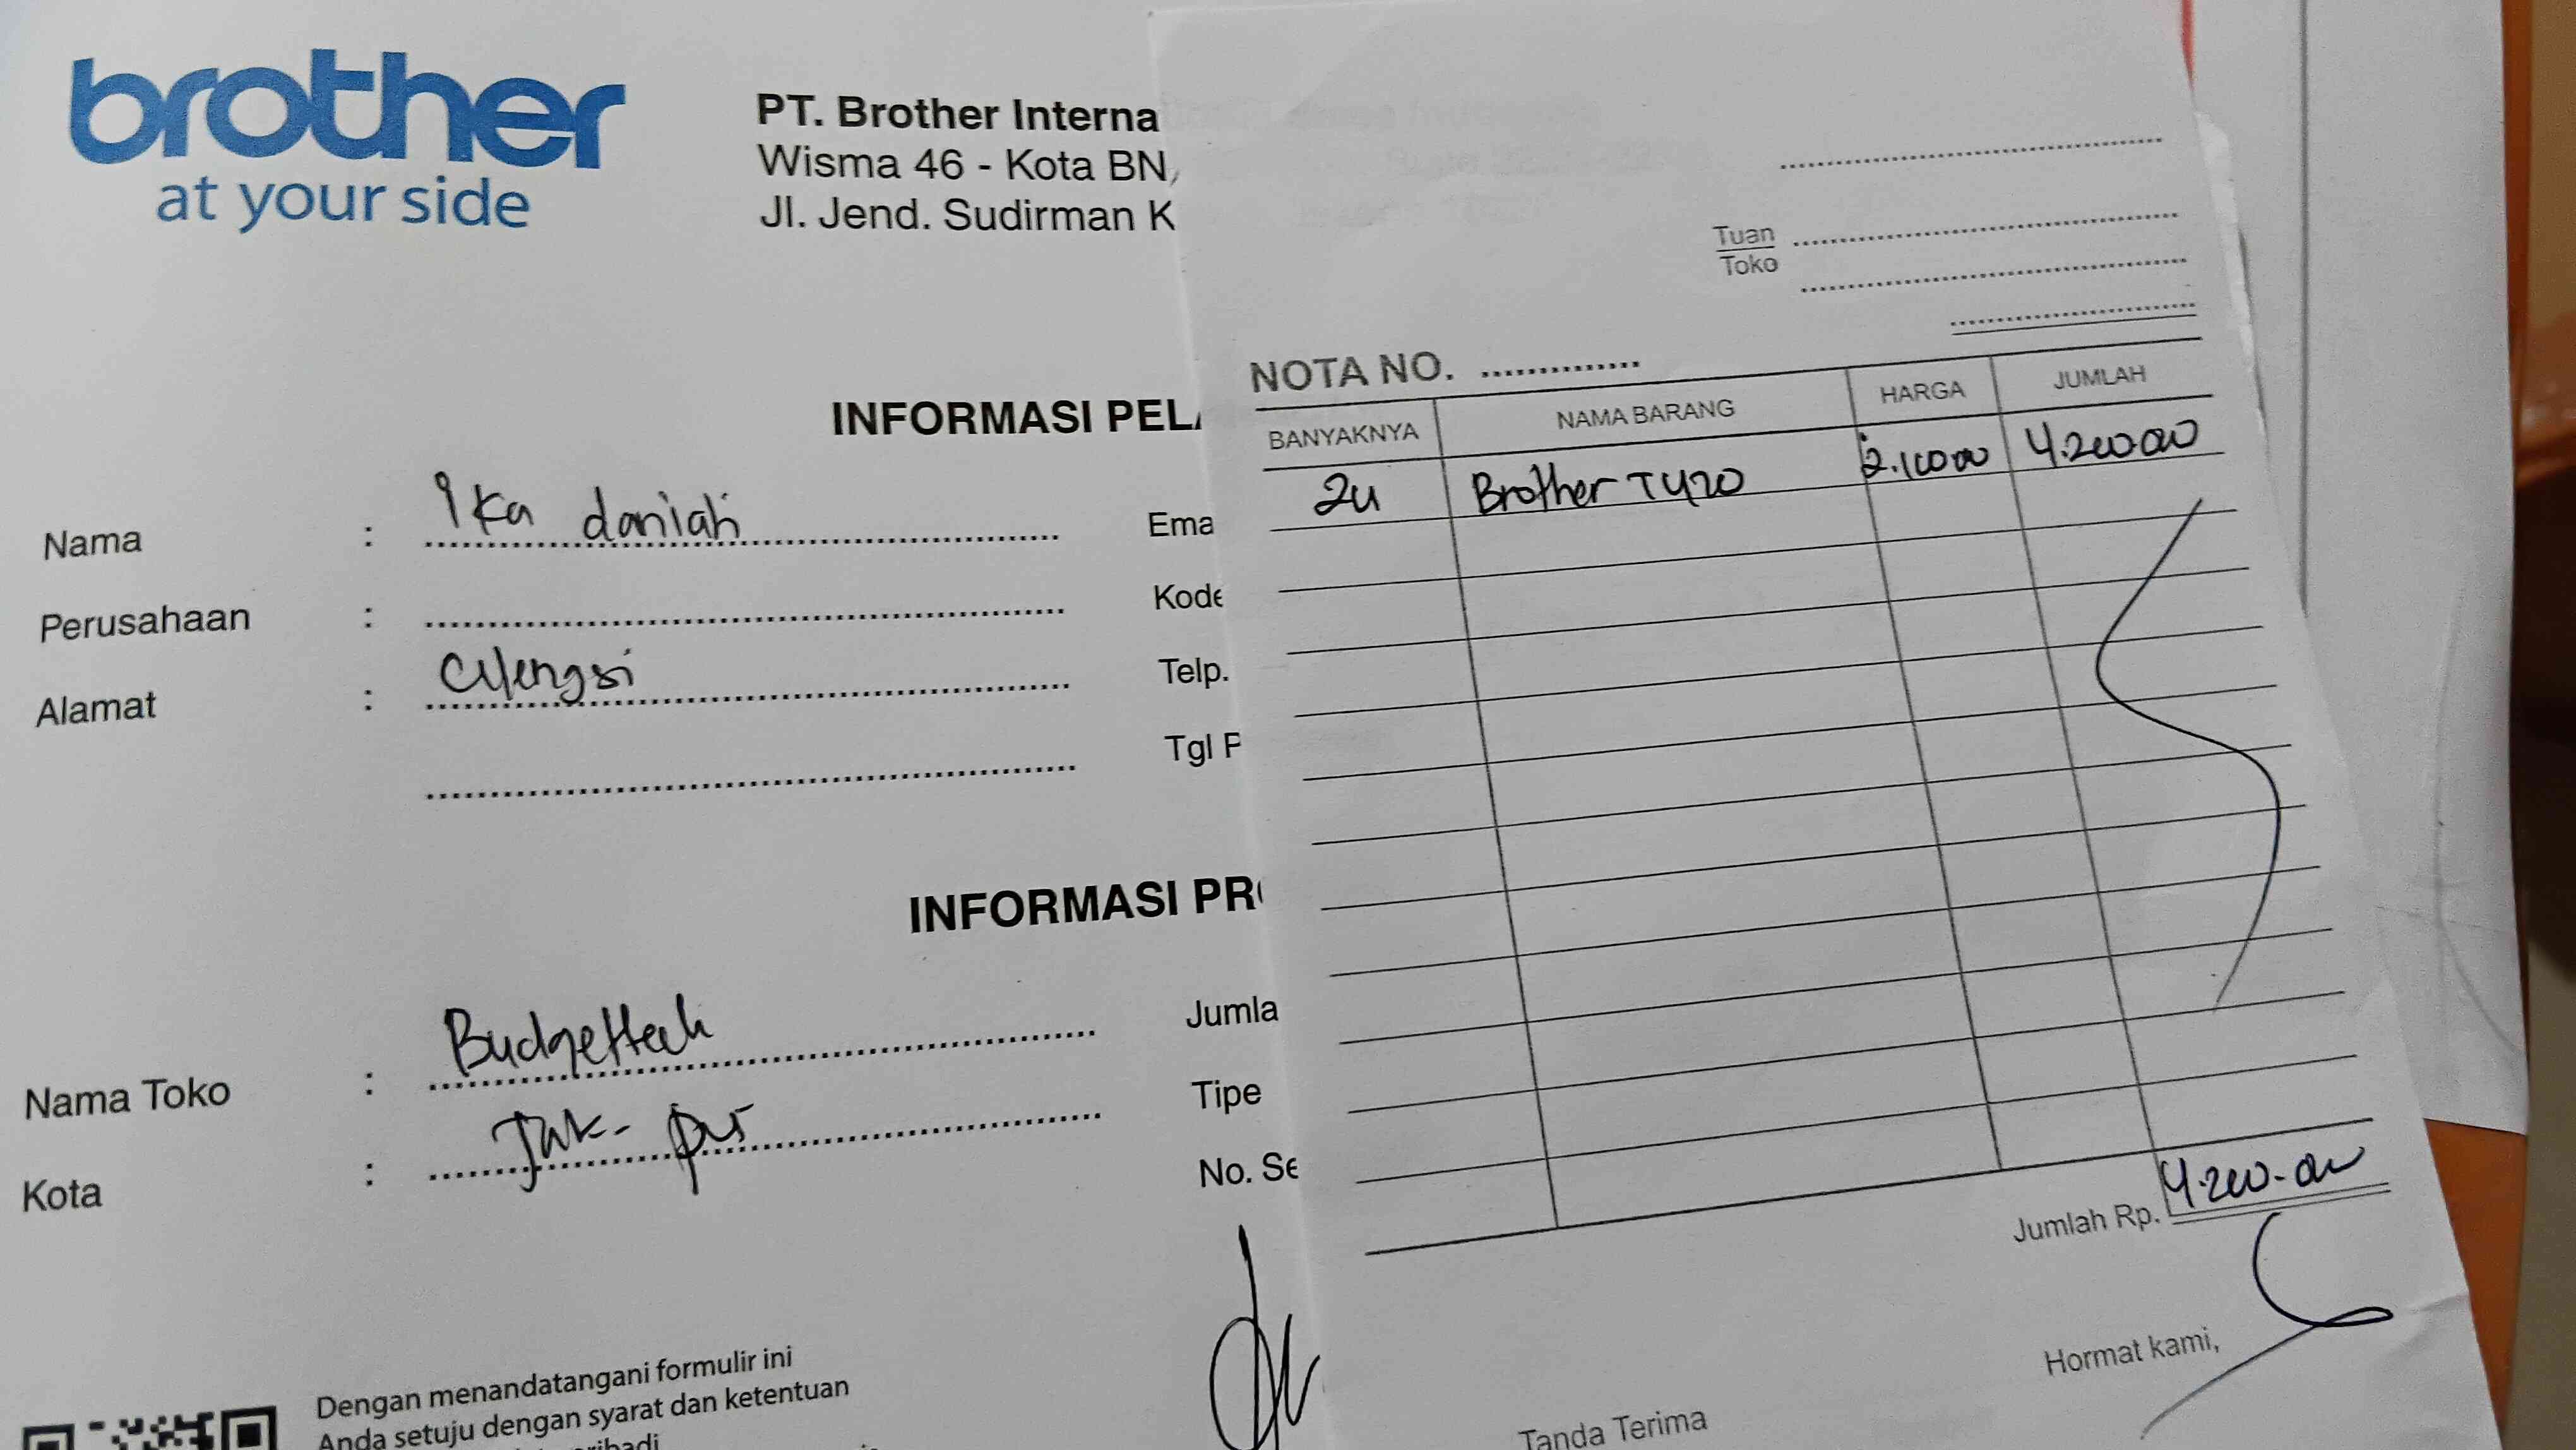 brother
at your side
PT. Brother Interna
Wisma 46 - Kota BN
Jl. Jend. Sudirman K
INFORMASI PEL
Nama : Ika daniah
Ema
Perusahaan :
Kode
Alamat : Cilengsi
Telp.
Tgl P
INFORMASI PR
Nama Toko : Budgettech
Jumla
Kota : Jak- pus
Tipe
No. Se
Dengan menandatangani formulir ini
Anda setuju dengan syarat dan ketentuan
Tuan
Toko
NOTA NO.
BANYAKNYA NAMA BARANG HARGA JUMLAH
2u Brother T420 2.100.000 4.200.000
Jumlah Rp. 4.200.000
Hormat kami,
Tanda Terima